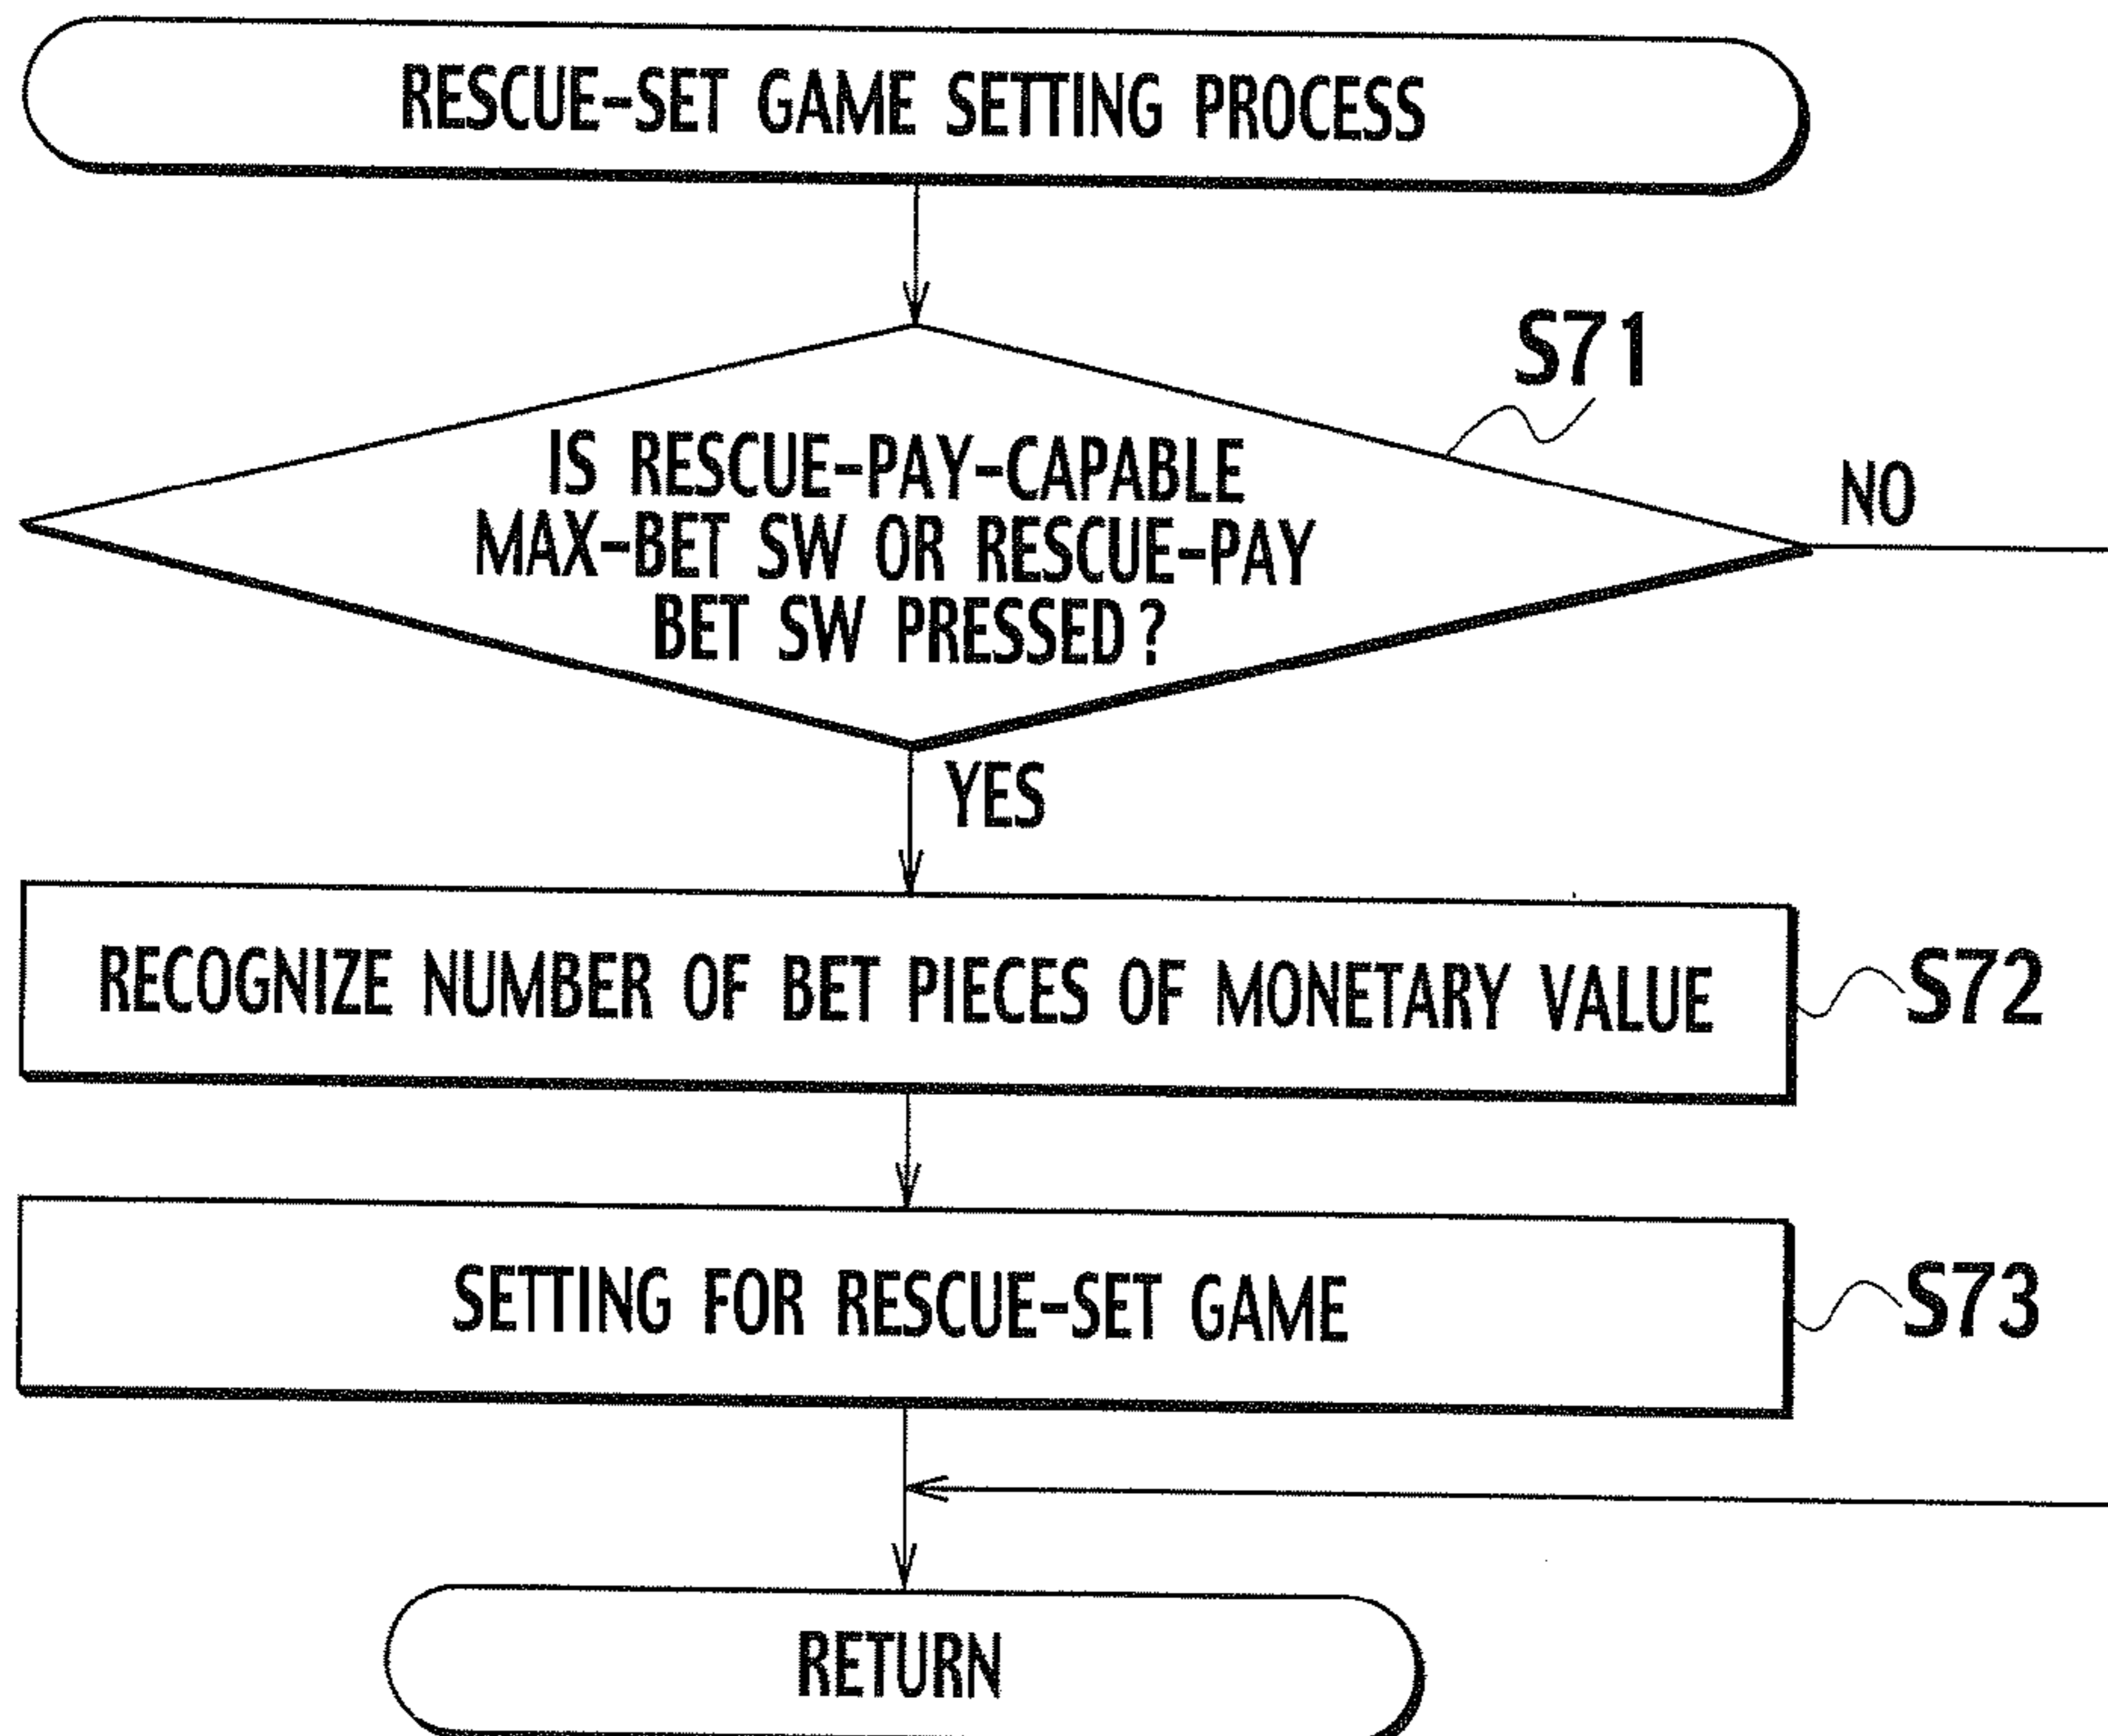 RESCUE-SET GAME SETTING PROCESS
S71
IS RESCUE-PAY-CAPABLE
MAX-BET SW OR RESCUE-PAY
BET SW PRESSED?
NO
YES
RECOGNIZE NUMBER OF BET PIECES OF MONETARY VALUE
S72
SETTING FOR RESCUE-SET GAME
S73
RETURN